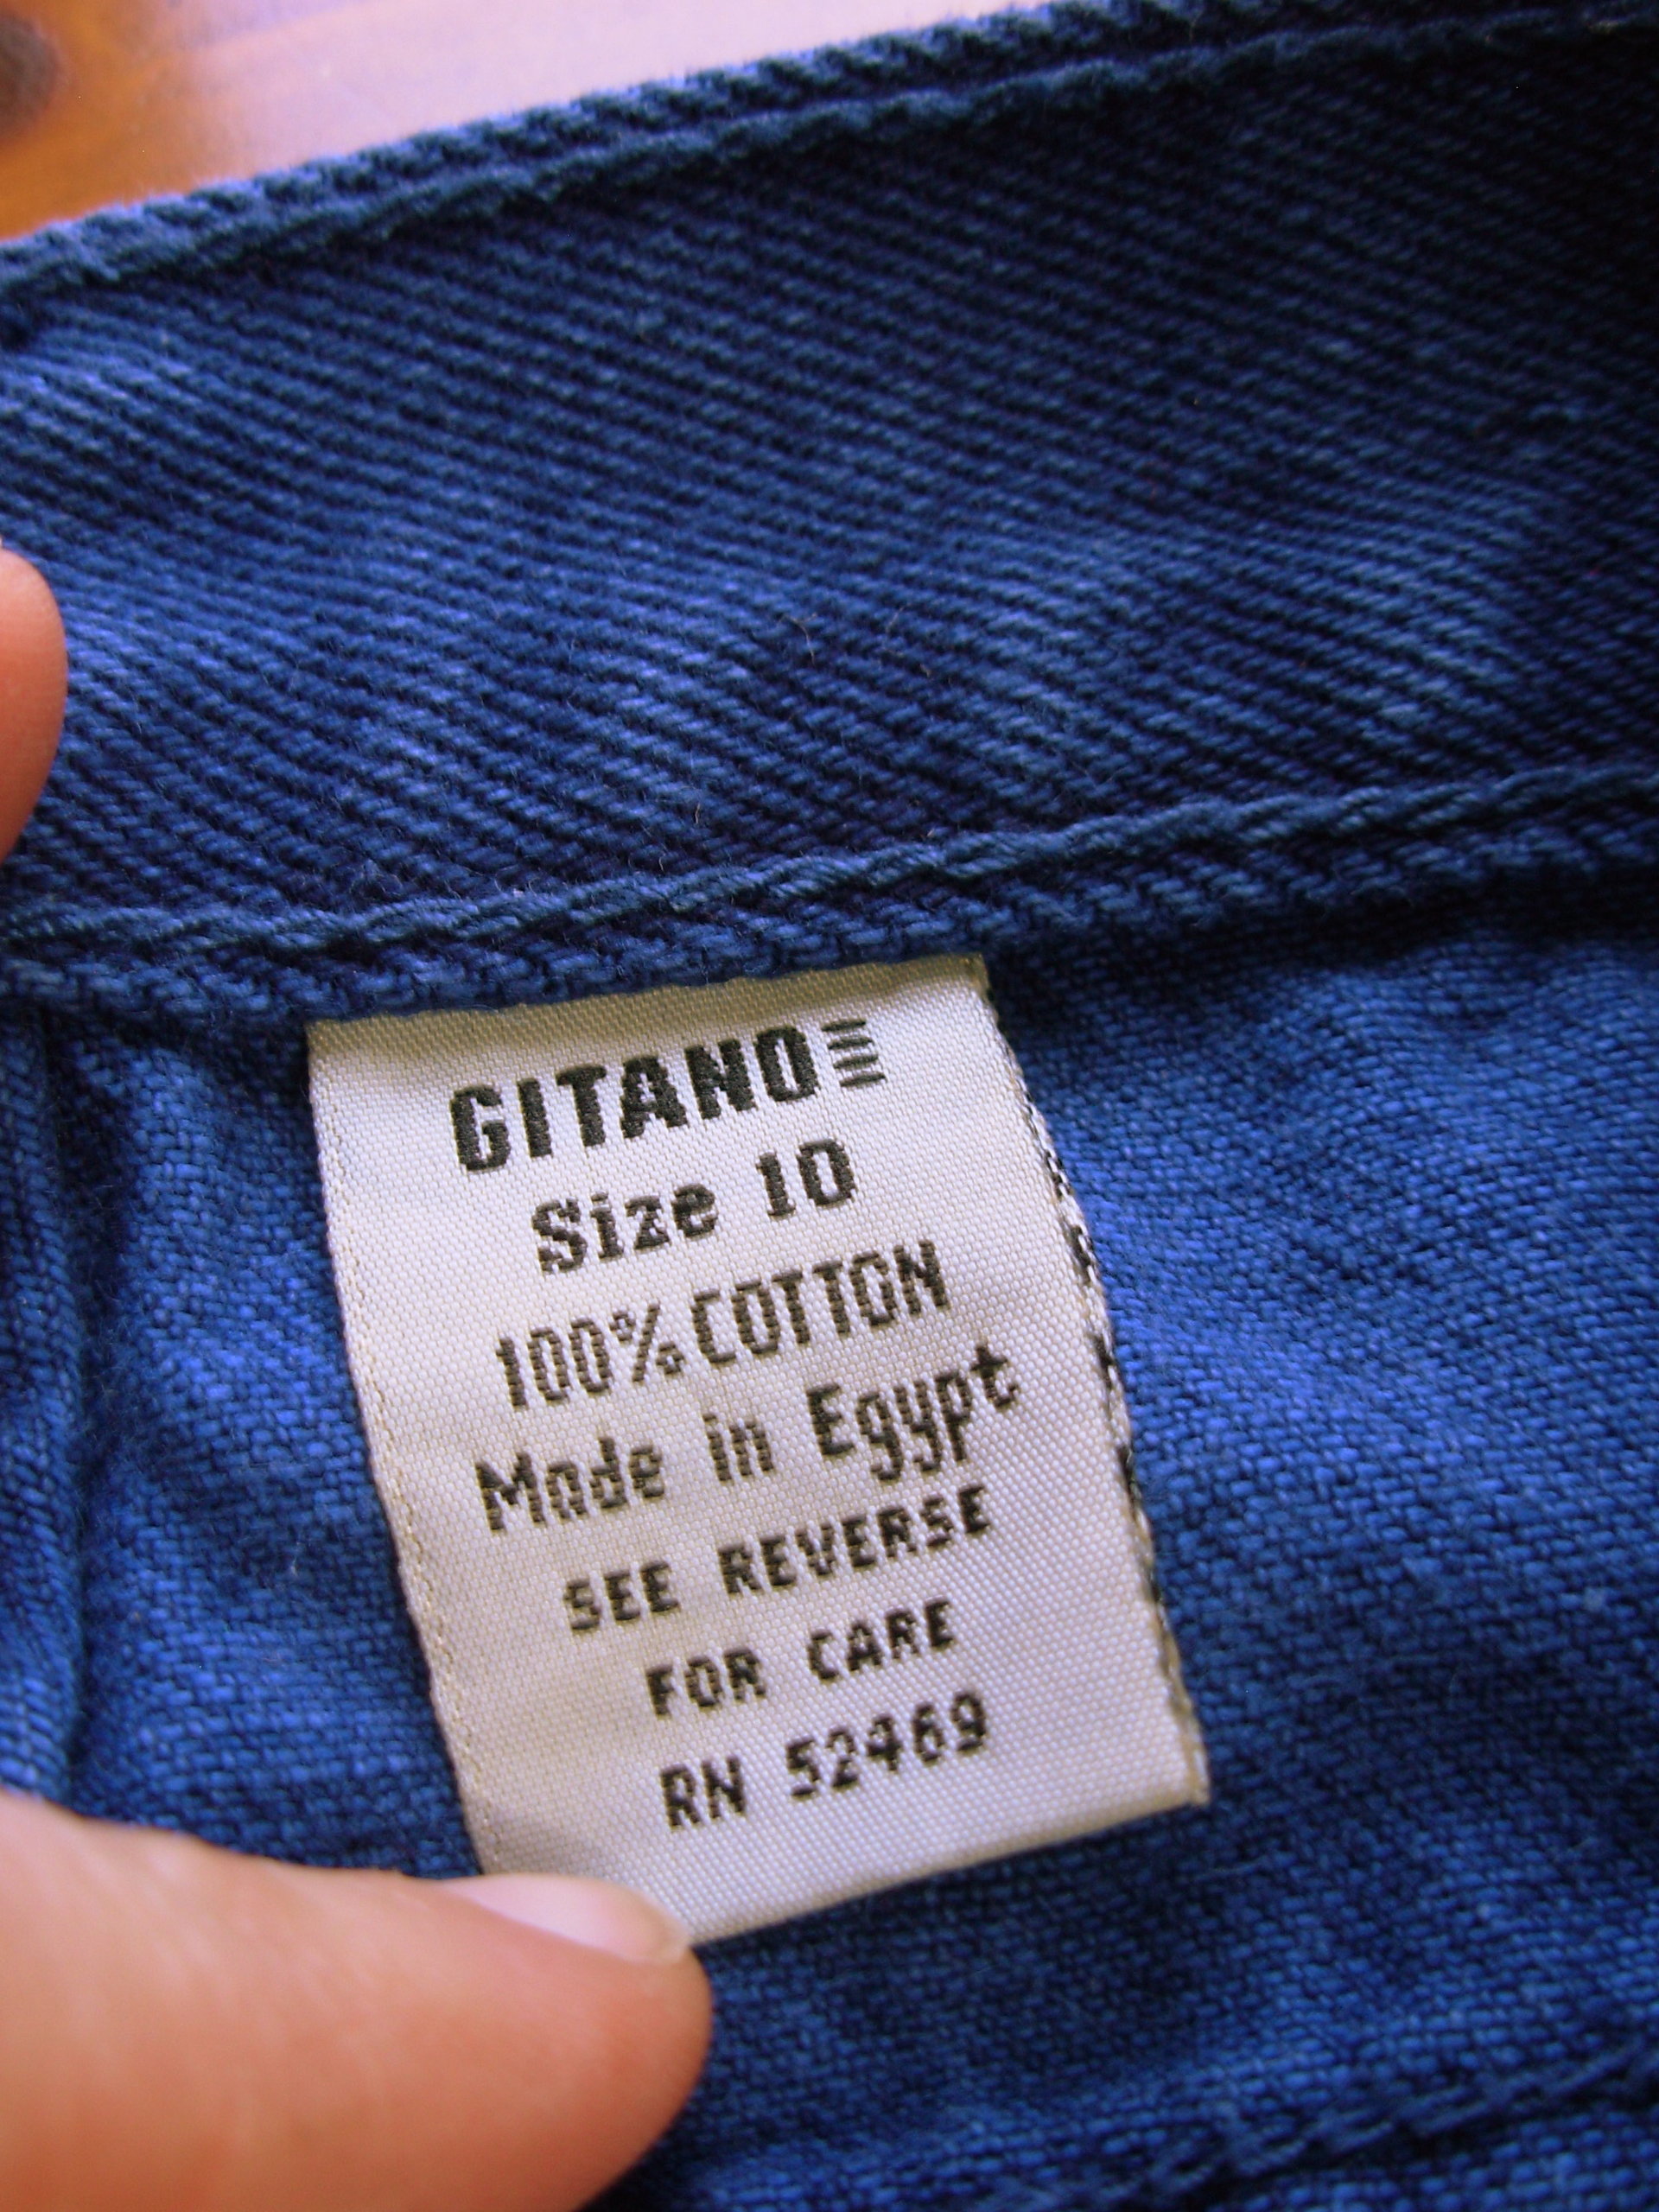 GITANO
Size 10
100% COTTON
Made in Egypt
SEE REVERSE
FOR CARE
RN 52469